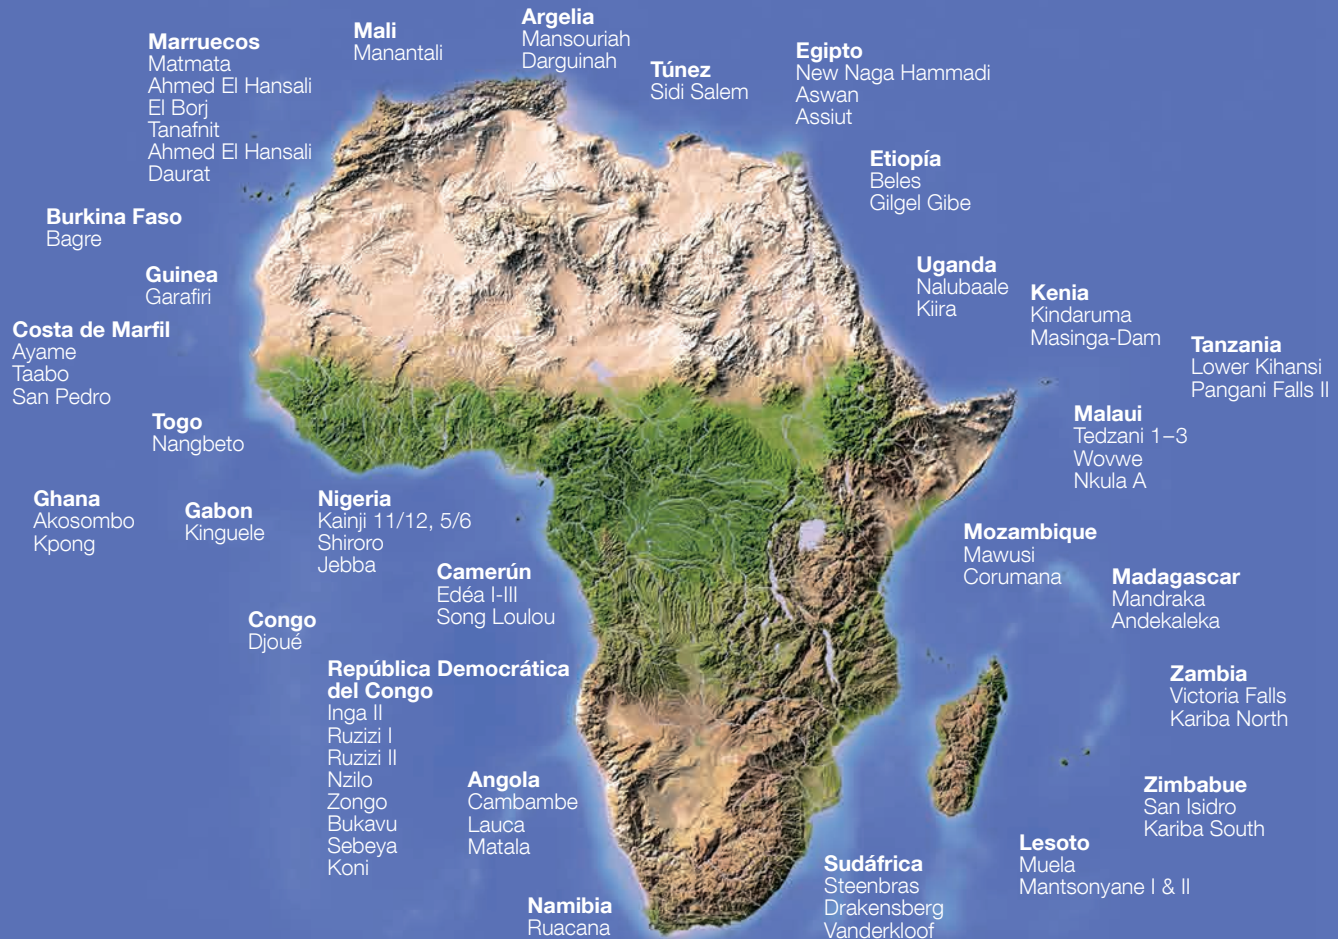 Marruecos
Matmata
Ahmed El Hansali
El Borj
Tanafnit
Ahmed El Hansali
Daurat
Mali
Manantali
Argelia
Mansouriah
Darguinah
Túnez
Sidi Salem
Egipto
New Naga Hammadi
Aswan
Assiut
Etiopía
Beles
Gilgel Gibe
Burkina Faso
Bagre
Guinea
Garafiri
Uganda
Nalubaale
Kiira
Kenia
Kindaruma
Masinga-Dam
Tanzania
Lower Kihansi
Pangani Falls II
Costa de Marfil
Ayame
Taabo
San Pedro
Togo
Nangbeto
Malaui
Tedzani 1–3
Wovwe
Nkula A
Ghana
Akosombo
Kpong
Gabon
Kinguele
Nigeria
Kainji 11/12, 5/6
Shiroro
Jebba
Camerún
Edéa I-III
Song Loulou
Mozambique
Mawusi
Corumana
Madagascar
Mandraka
Andekaleka
Congo
Djoué
República Democrática
del Congo
Inga II
Ruzizi I
Ruzizi II
Nzilo
Zongo
Bukavu
Sebeya
Koni
Zambia
Victoria Falls
Kariba North
Angola
Cambambe
Lauca
Matala
Zimbabue
San Isidro
Kariba South
Lesoto
Muela
Mantsonyane I & II
Sudáfrica
Steenbras
Drakensberg
Vanderkloof
Namibia
Ruacana